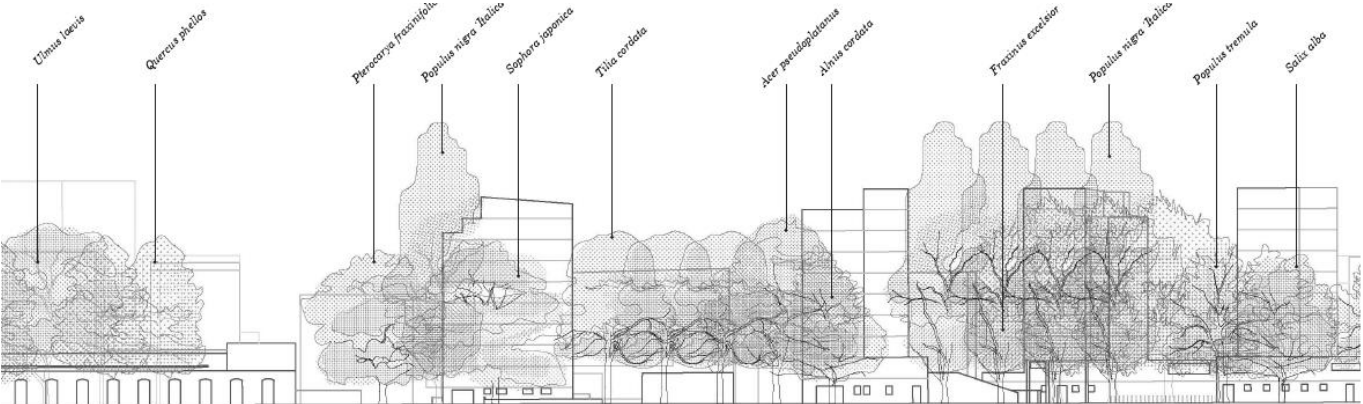 Ulmus laevis
Quercus phellos
Pterocarya fraxinifolia
Populus nigra Italica
Sophora japonica
Tilia cordata
Acer pseudoplatanus
Alnus cordata
Fraxinus excelsior
Populus nigra Italica
Populus tremula
Salix alba